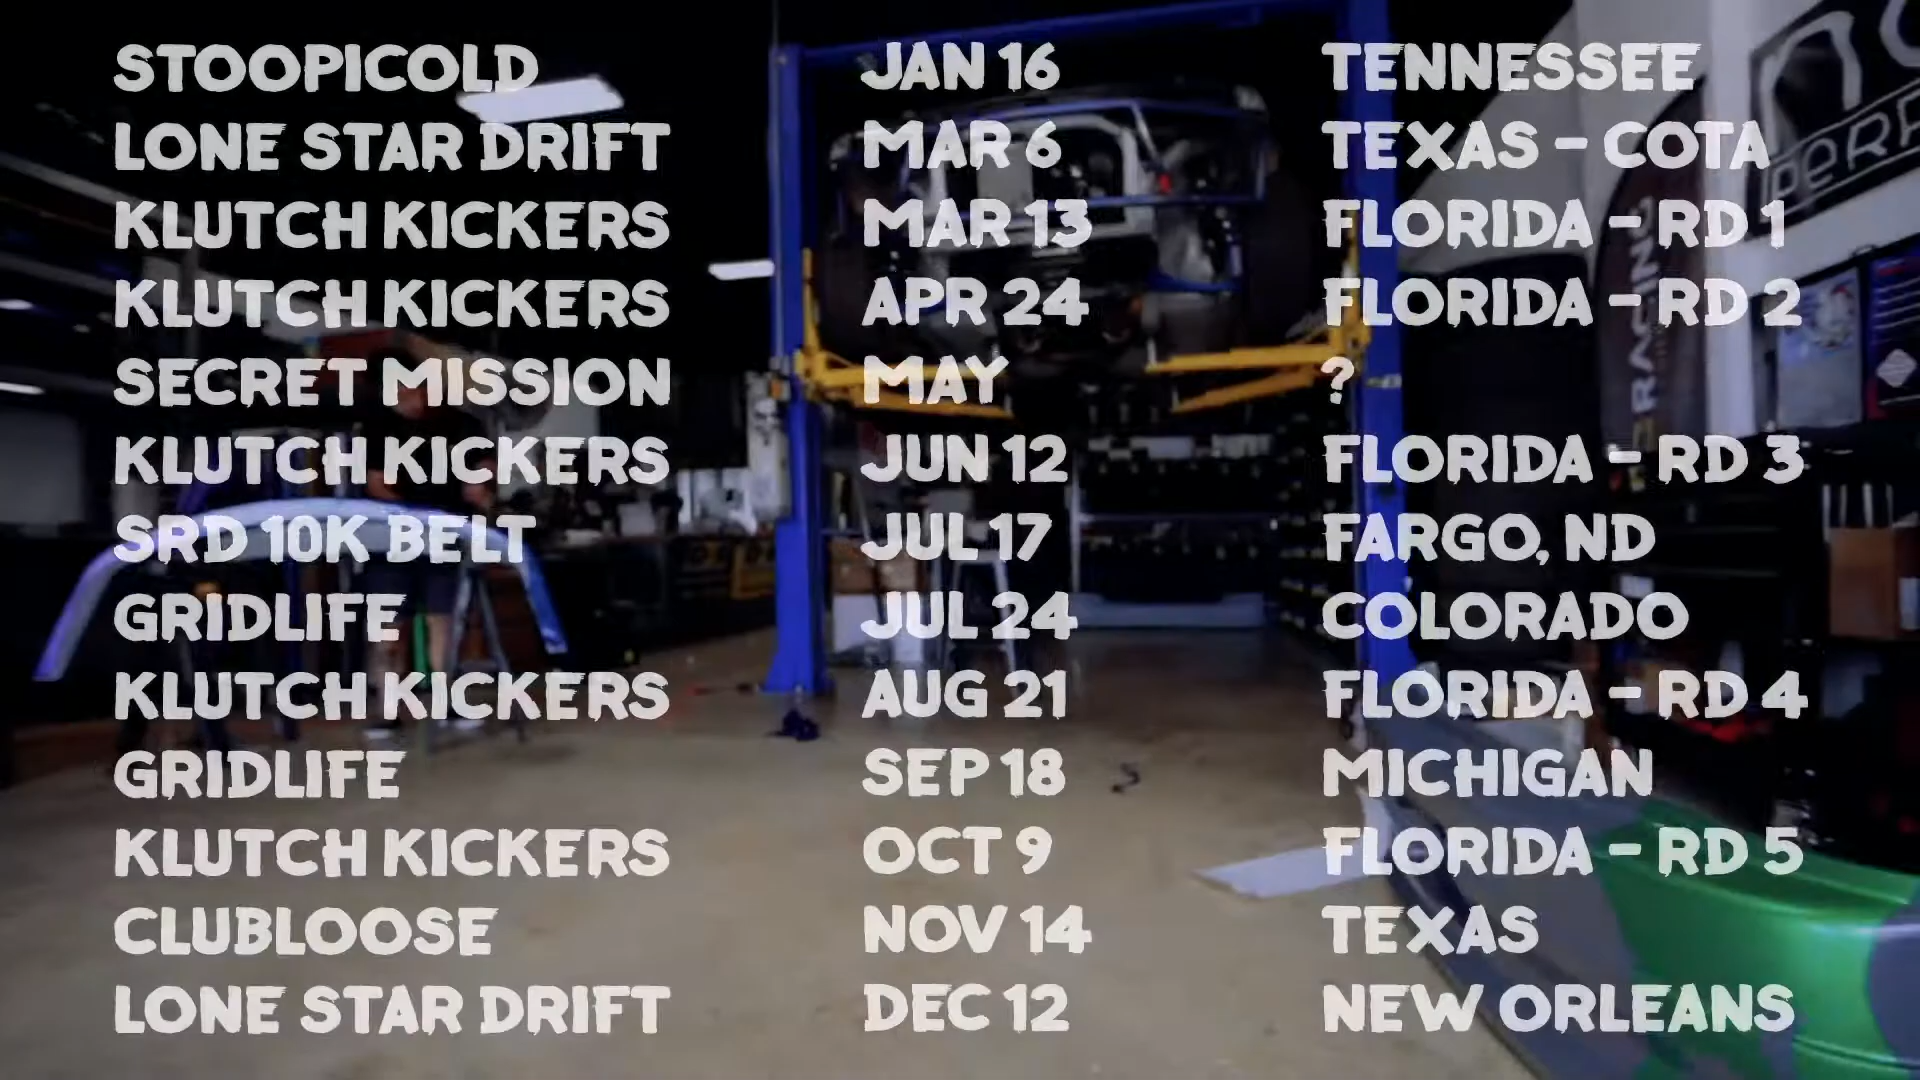 STOOPICOLD JAN 16 TENNESSEE
LONE STAR DRIFT MAR 6 TEXAS - COTA
KLUTCH KICKERS MAR 13 FLORIDA - RD 1
KLUTCH KICKERS APR 24 FLORIDA - RD 2
SECRET MISSION MAY ?
KLUTCH KICKERS JUN 12 FLORIDA - RD 3
SRD 10K BELT JUL 17 FARGO, ND
GRIDLIFE JUL 24 COLORADO
KLUTCH KICKERS AUG 21 FLORIDA - RD 4
GRIDLIFE SEP 18 MICHIGAN
KLUTCH KICKERS OCT 9 FLORIDA - RD 5
CLUBLOOSE NOV 14 TEXAS
LONE STAR DRIFT DEC 12 NEW ORLEANS
RACING